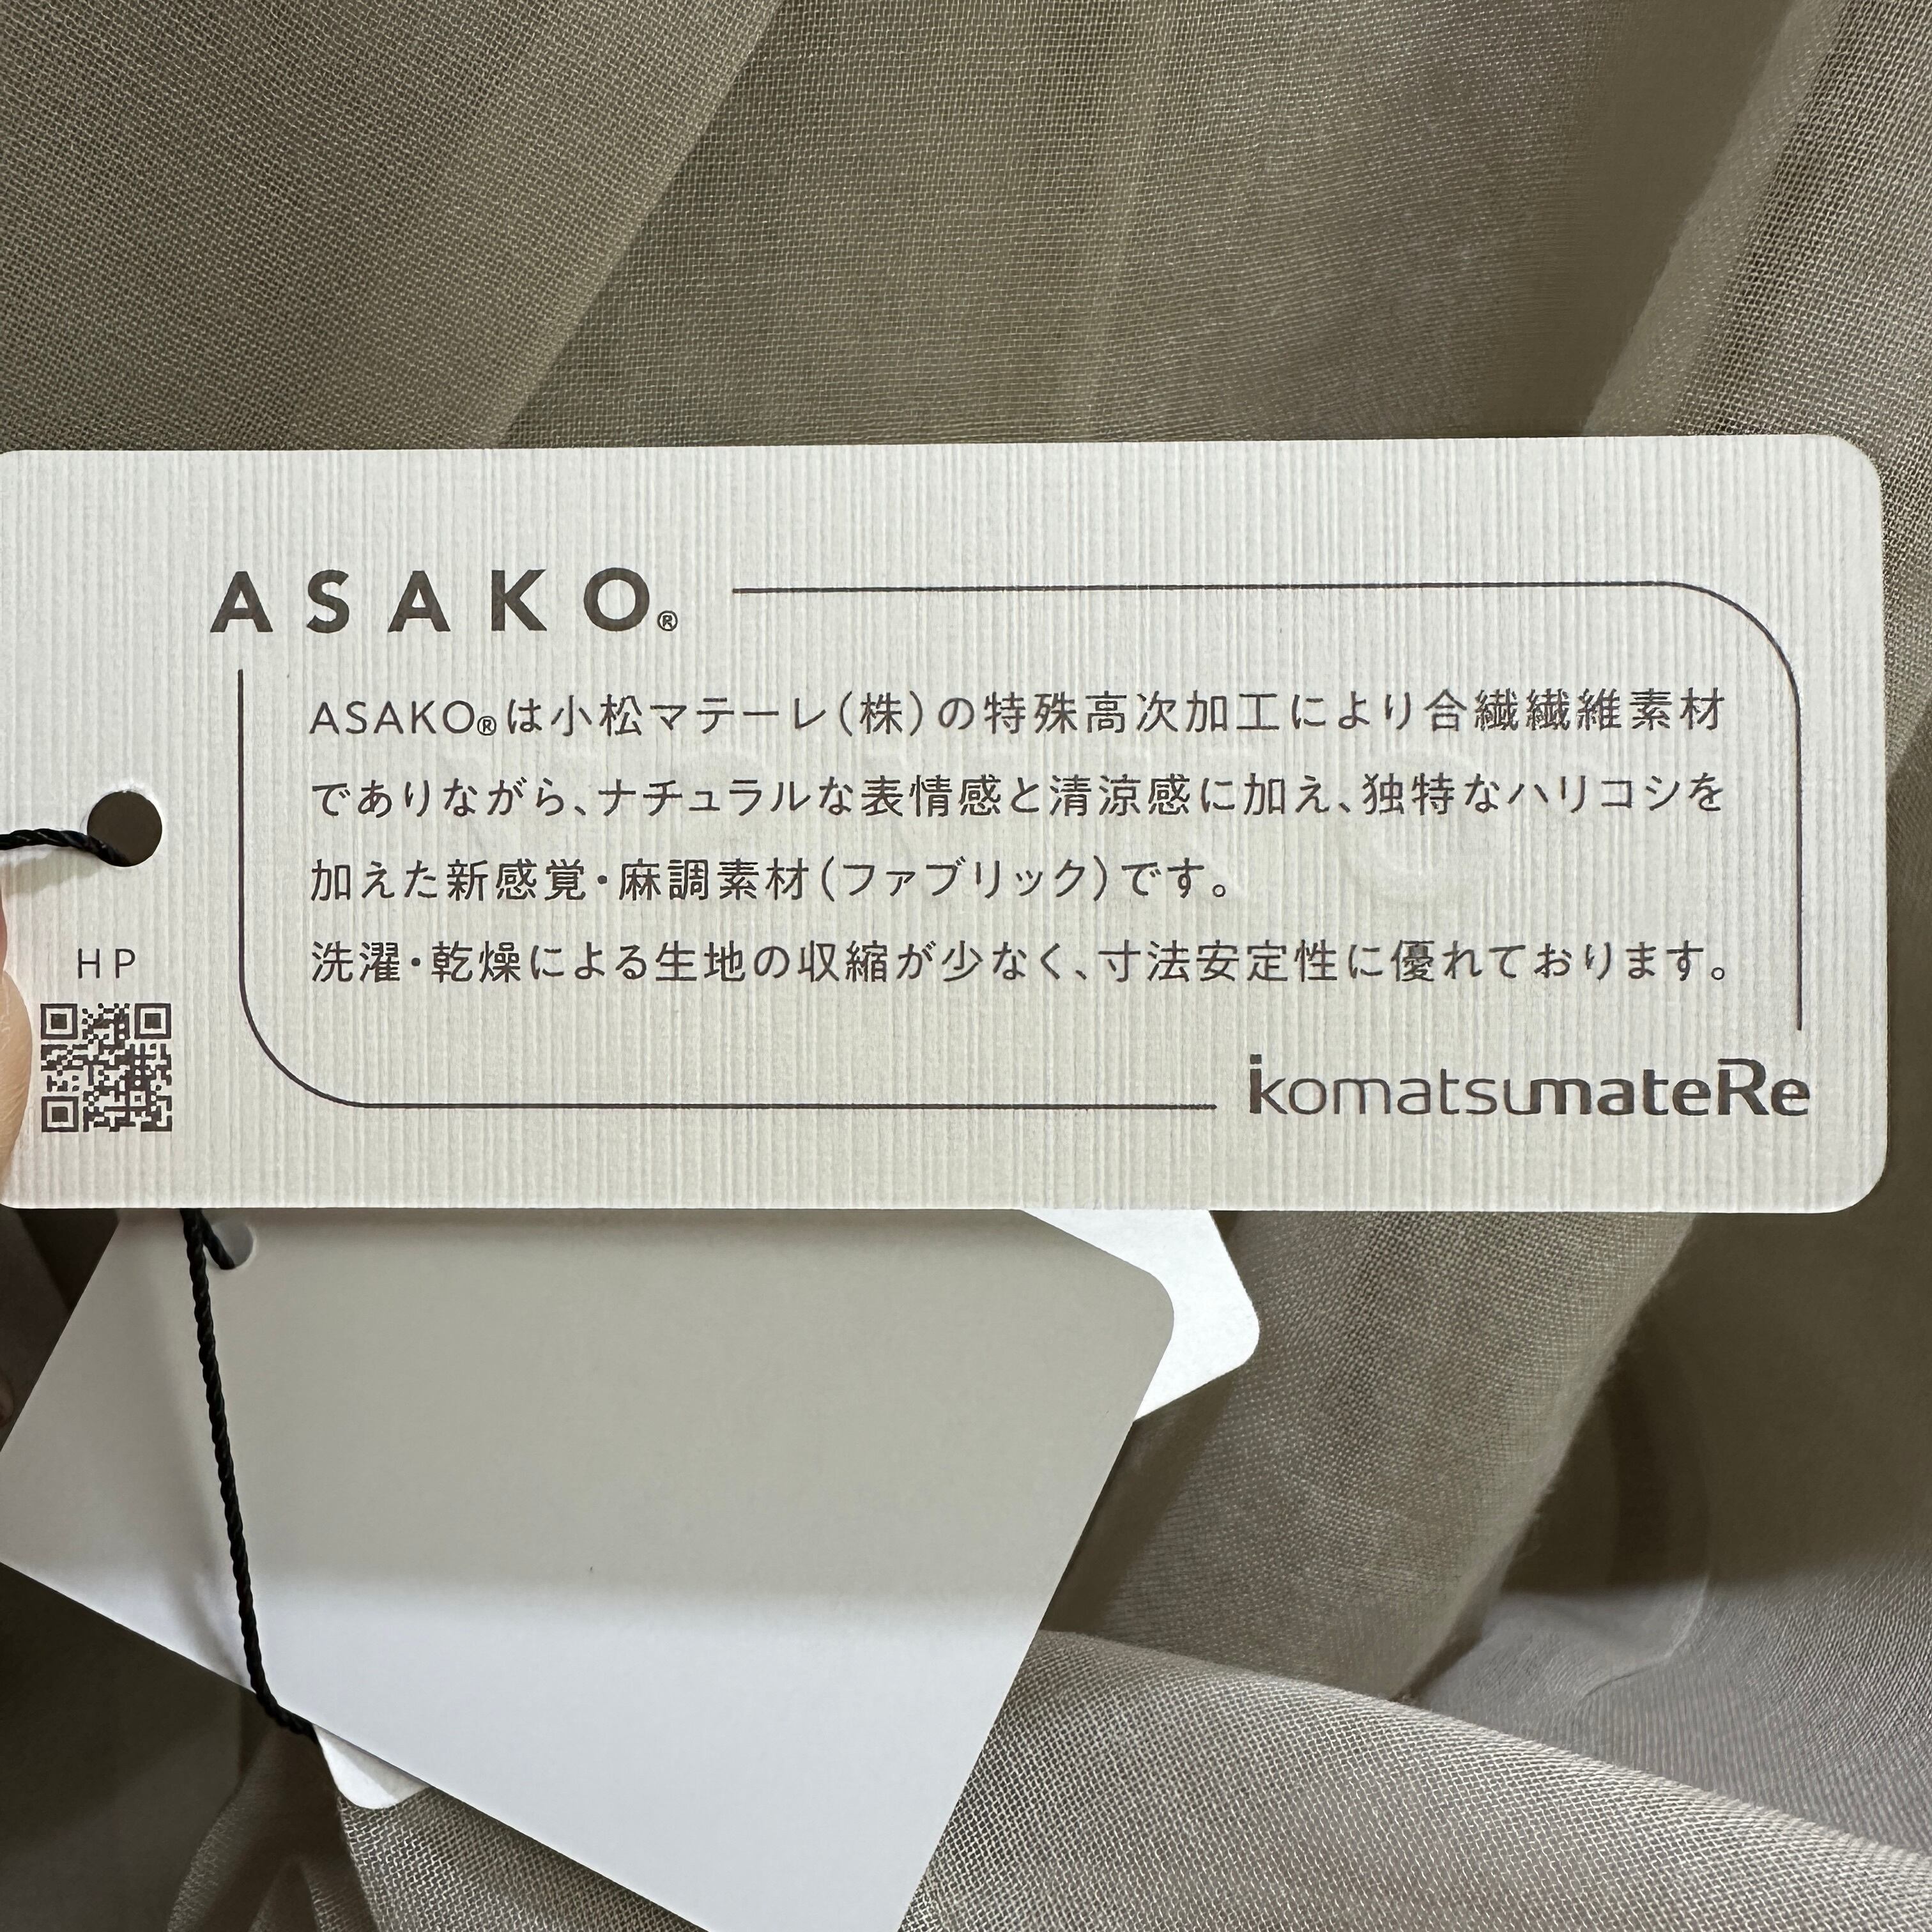 ASAKO®
ASAKO®は小松マテーレ(株)の特殊高次加工により合繊繊維素材
でありながら、ナチュラルな表情感と清涼感に加え、独特なハリコシを
加えた新感覚・麻調素材(ファブリック)です。
洗濯・乾燥による生地の収縮が少なく、寸法安定性に優れております。
HP
komatsumateRe